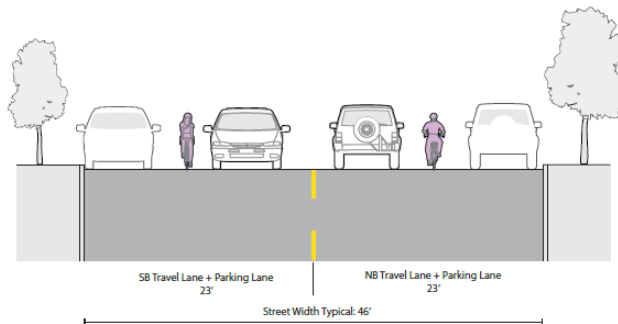 SB Travel Lane + Parking Lane
23'
NB Travel Lane + Parking Lane
23'
Street Width Typical: 46'